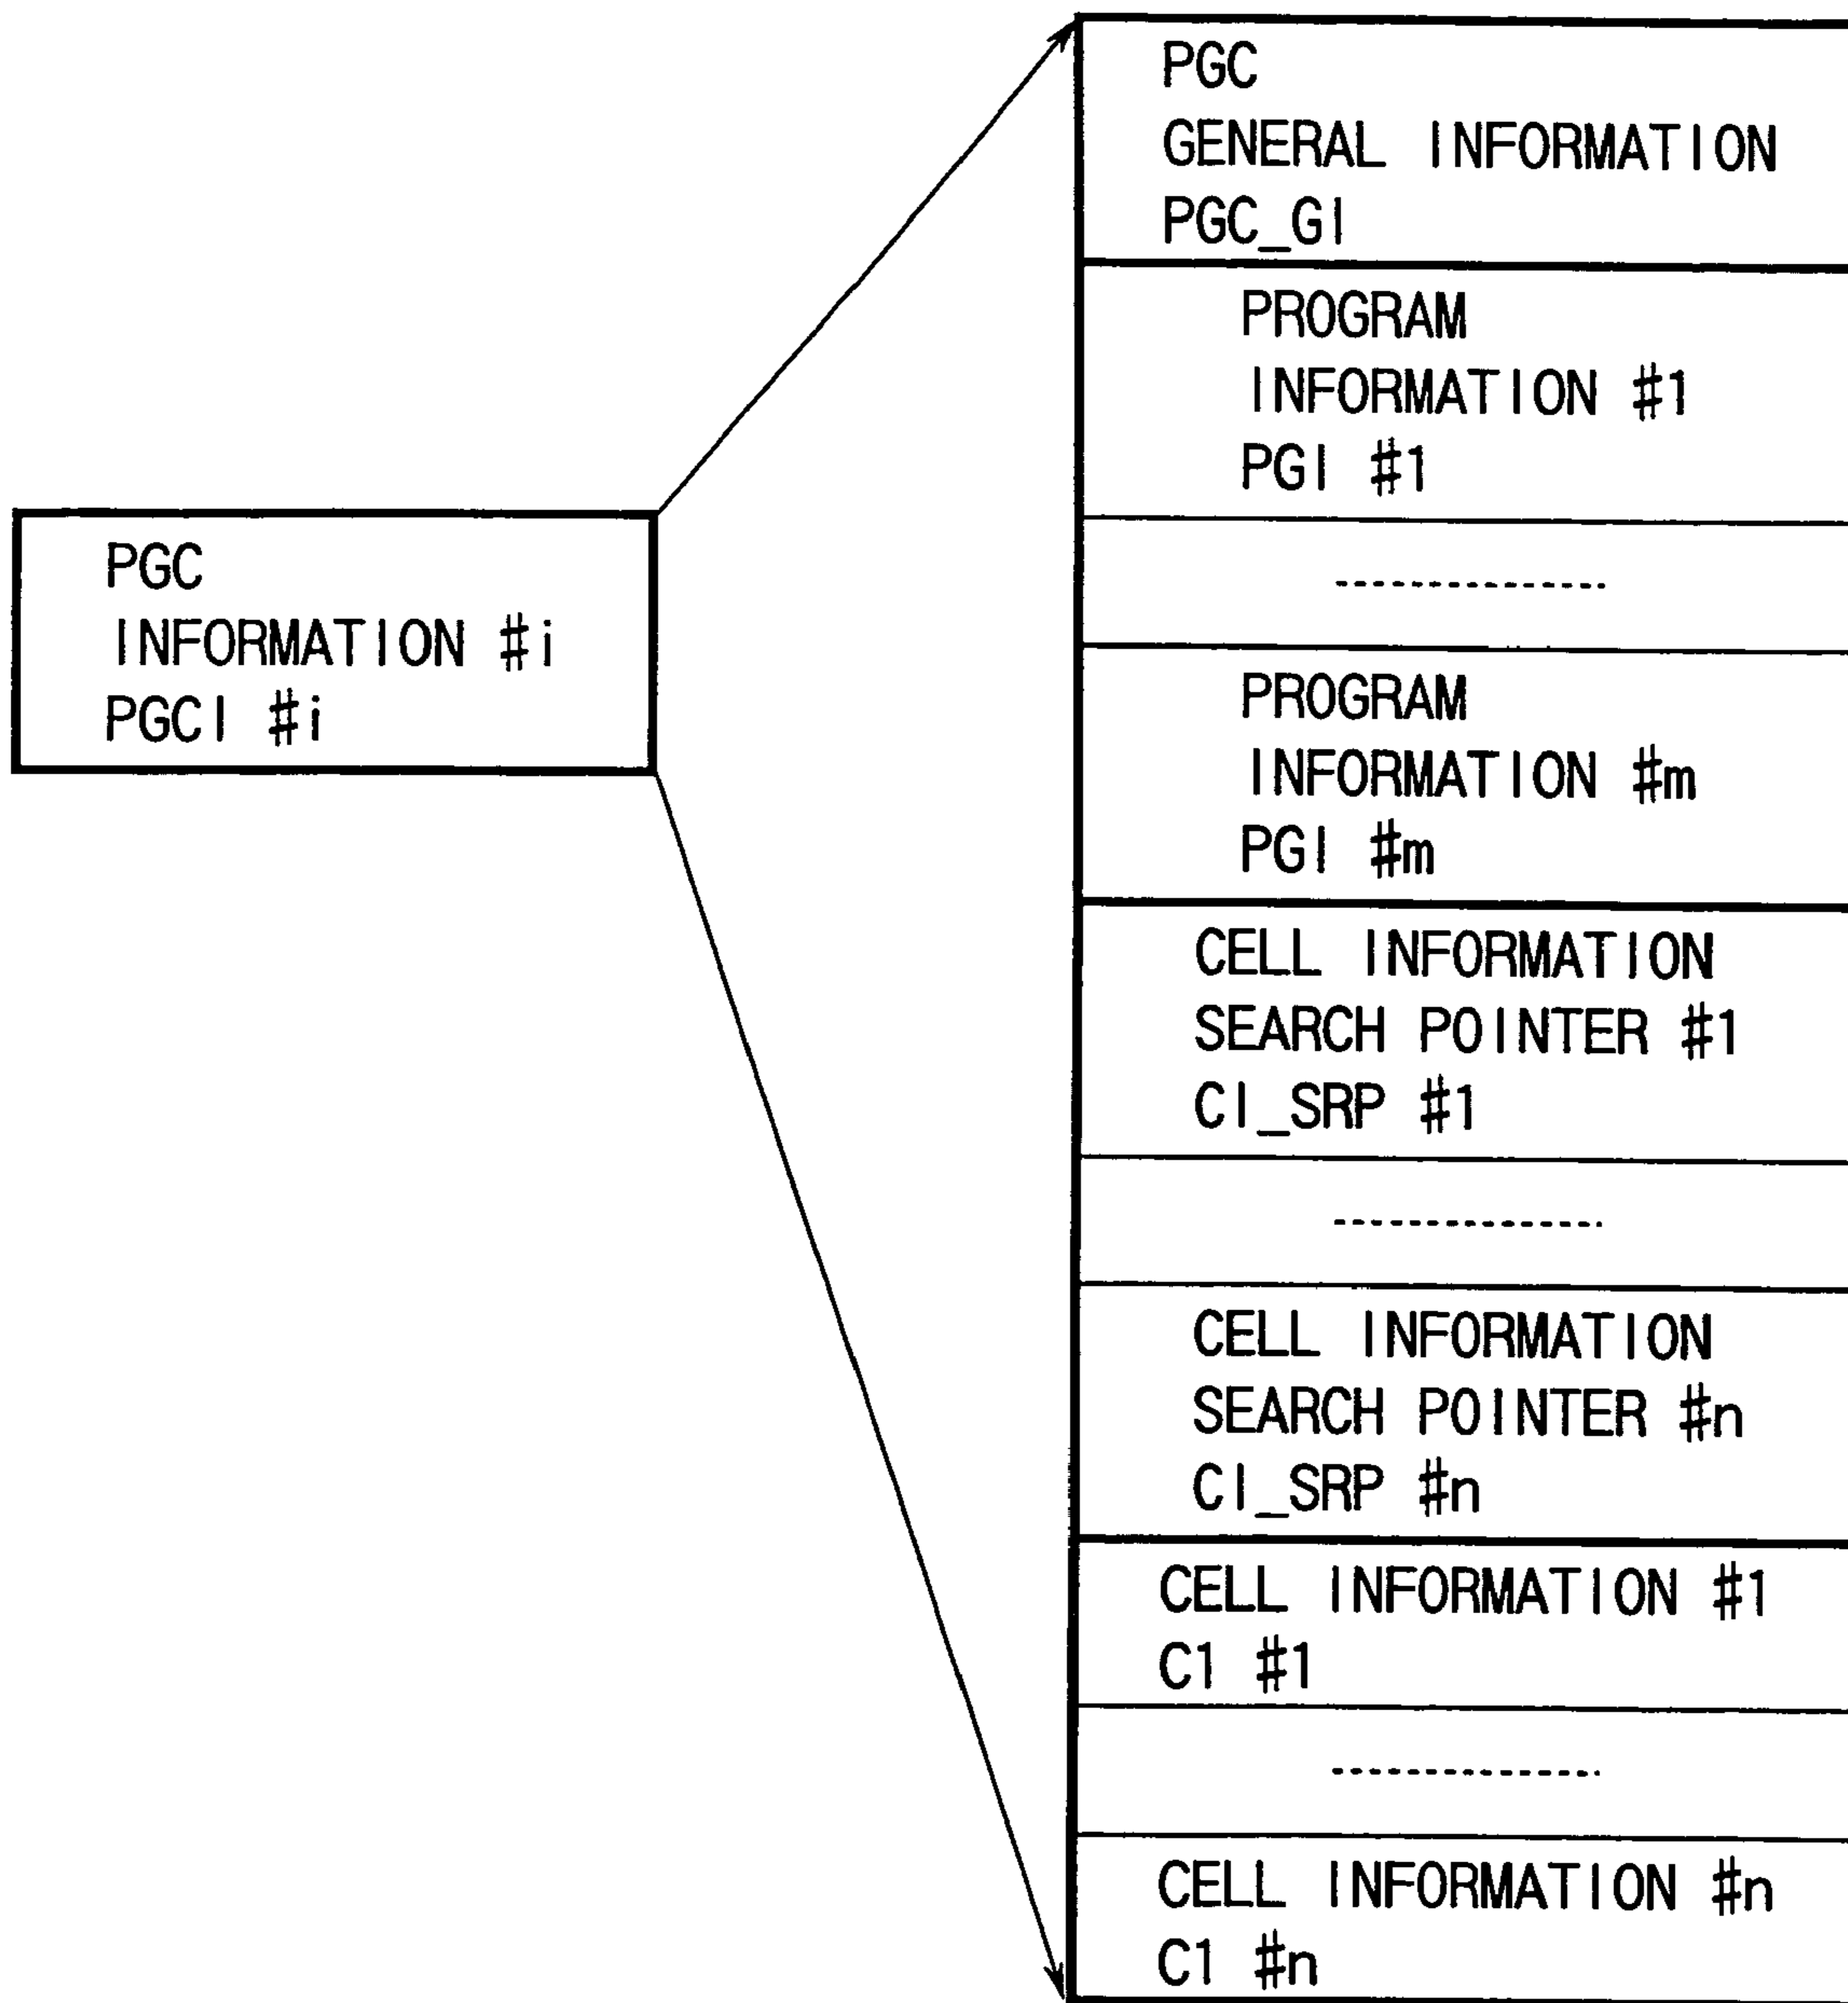 PGC
GENERAL INFORMATION
PGC_GI
PROGRAM
INFORMATION #1
PGI #1
PGC
INFORMATION #i
PGCI #i
PROGRAM
INFORMATION #m
PGI #m
CELL INFORMATION
SEARCH POINTER #1
CI_SRP #1
CELL INFORMATION
SEARCH POINTER #n
CI_SRP #n
CELL INFORMATION #1
C1 #1
CELL INFORMATION #n
C1 #n